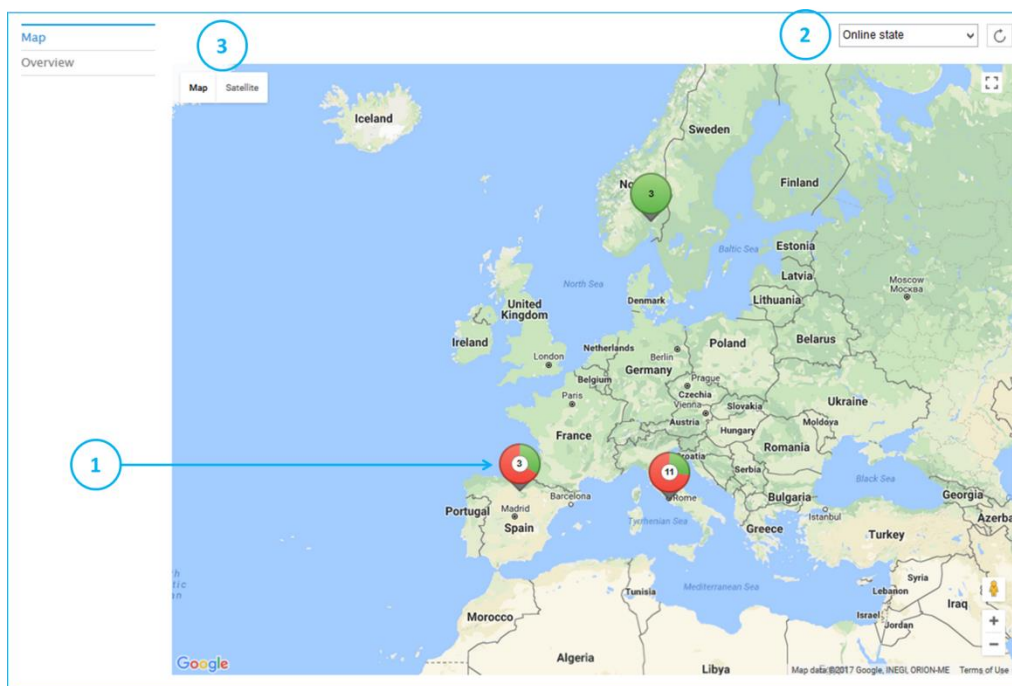 Map
Overview
3
2
Online state
Map
Satellite
Iceland
Sweden
3
Finland
Estonia
Baltic Sea
Latvia
Moscow
Москва
North Sea
Denmark
Lithuania
United
Kingdom
Ireland
Belarus
Netherlands
Poland
London
Berlin
Germany
Belgium
Prague
Paris
Czechia
Vienna
Slovakia
Ukraine
Austria
Moldova
Hungary
France
Romania
1
3
11
Croatia
Serbia
Black Sea
Barcelona
Rome
Bulgaria
Georgia
Portugal
Madrid
Istanbul
Azerba
Spain
Tyrrhenian Sea
Greece
Turkey
Syria
Mediterranean Sea
Lebanon
Tunisia
Iraq
Israel
Jordan
Morocco
+
−
Algeria
Libya
Google
Map data ©2017 Google, INEGI, ORION-ME
Terms of Use